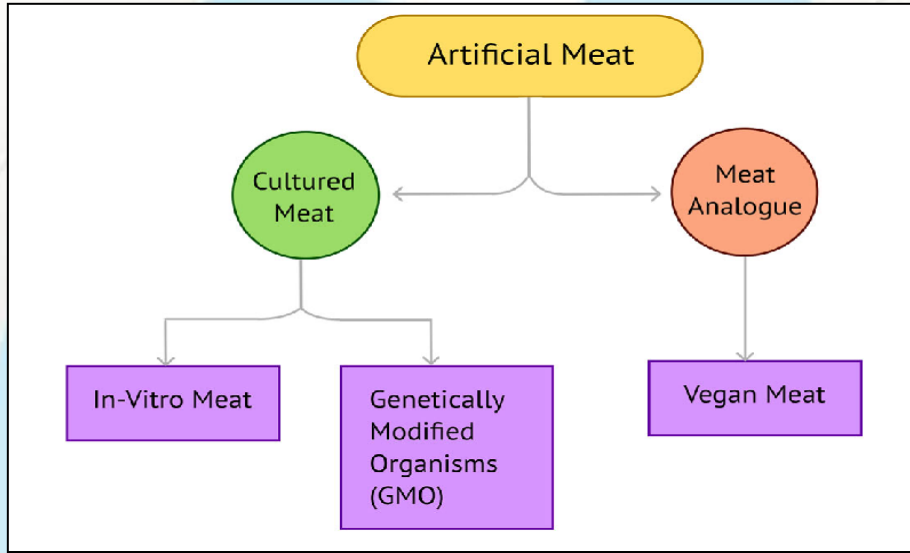 Artificial Meat
Cultured
Meat
Meat
Analogue
In-Vitro Meat
Genetically
Modified
Organisms
(GMO)
Vegan Meat